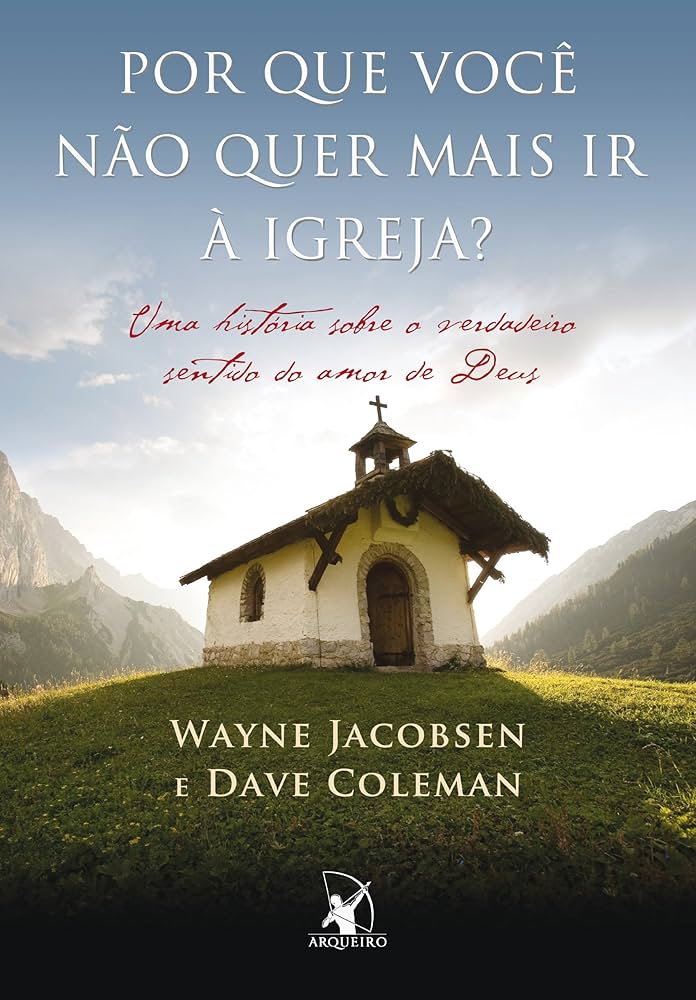 POR QUE VOCÊ
NÃO QUER MAIS IR
À IGREJA?
Uma história sobre o verdadeiro
sentido do amor de Deus
WAYNE JACOBSEN
E DAVE COLEMAN
ARQUEIRO